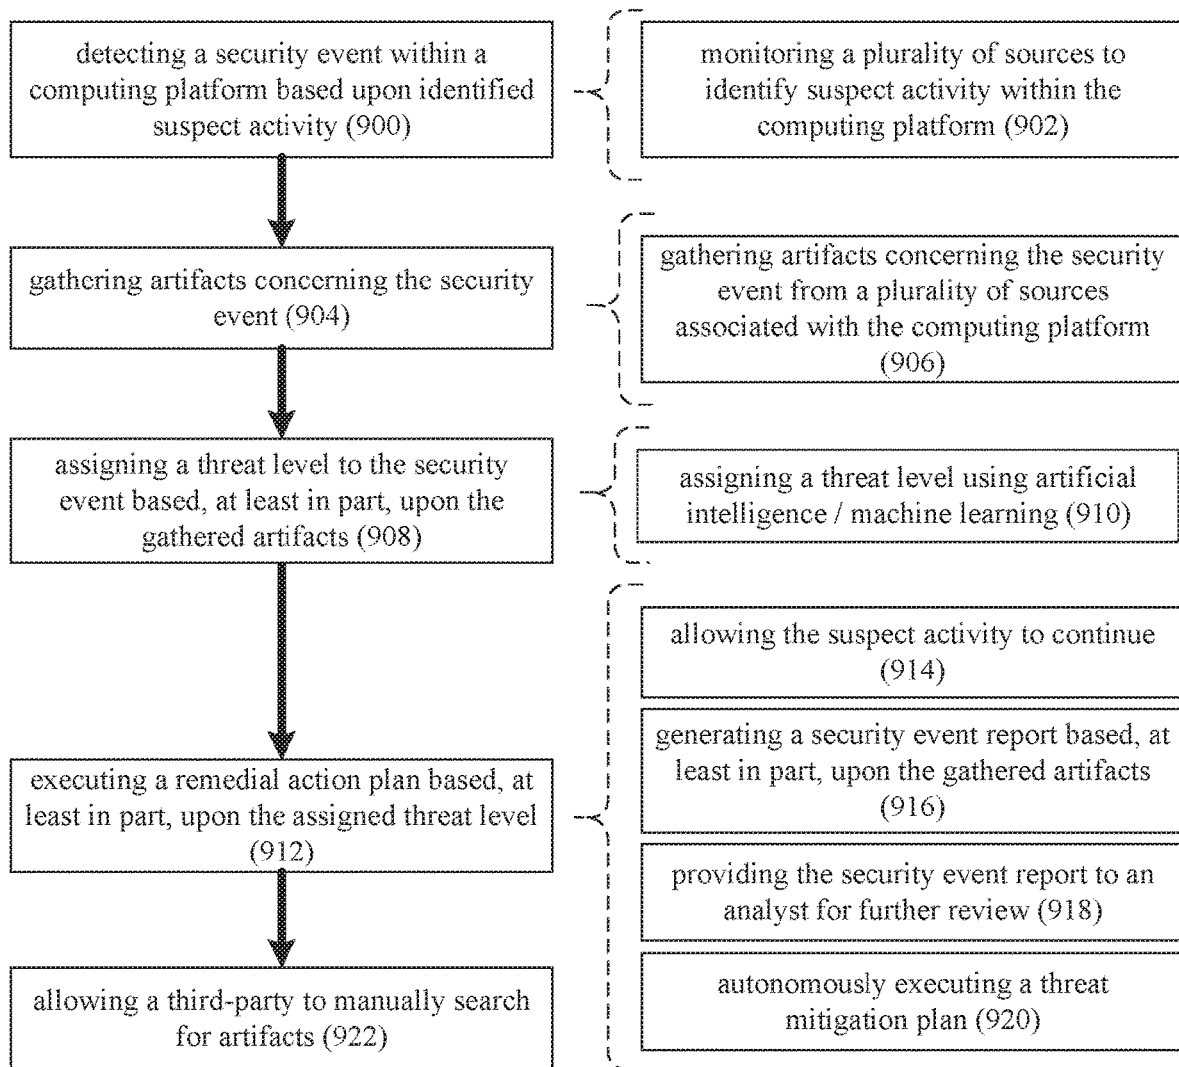 detecting a security event within a
computing platform based upon identified
suspect activity (900)
monitoring a plurality of sources to
identify suspect activity within the
computing platform (902)
gathering artifacts concerning the security
event (904)
gathering artifacts concerning the security
event from a plurality of sources
associated with the computing platform
(906)
assigning a threat level to the security
event based, at least in part, upon the
gathered artifacts (908)
assigning a threat level using artificial
intelligence / machine learning (910)
executing a remedial action plan based, at
least in part, upon the assigned threat level
(912)
allowing the suspect activity to continue
(914)
generating a security event report based, at
least in part, upon the gathered artifacts
(916)
providing the security event report to an
analyst for further review (918)
autonomously executing a threat
mitigation plan (920)
allowing a third-party to manually search
for artifacts (922)